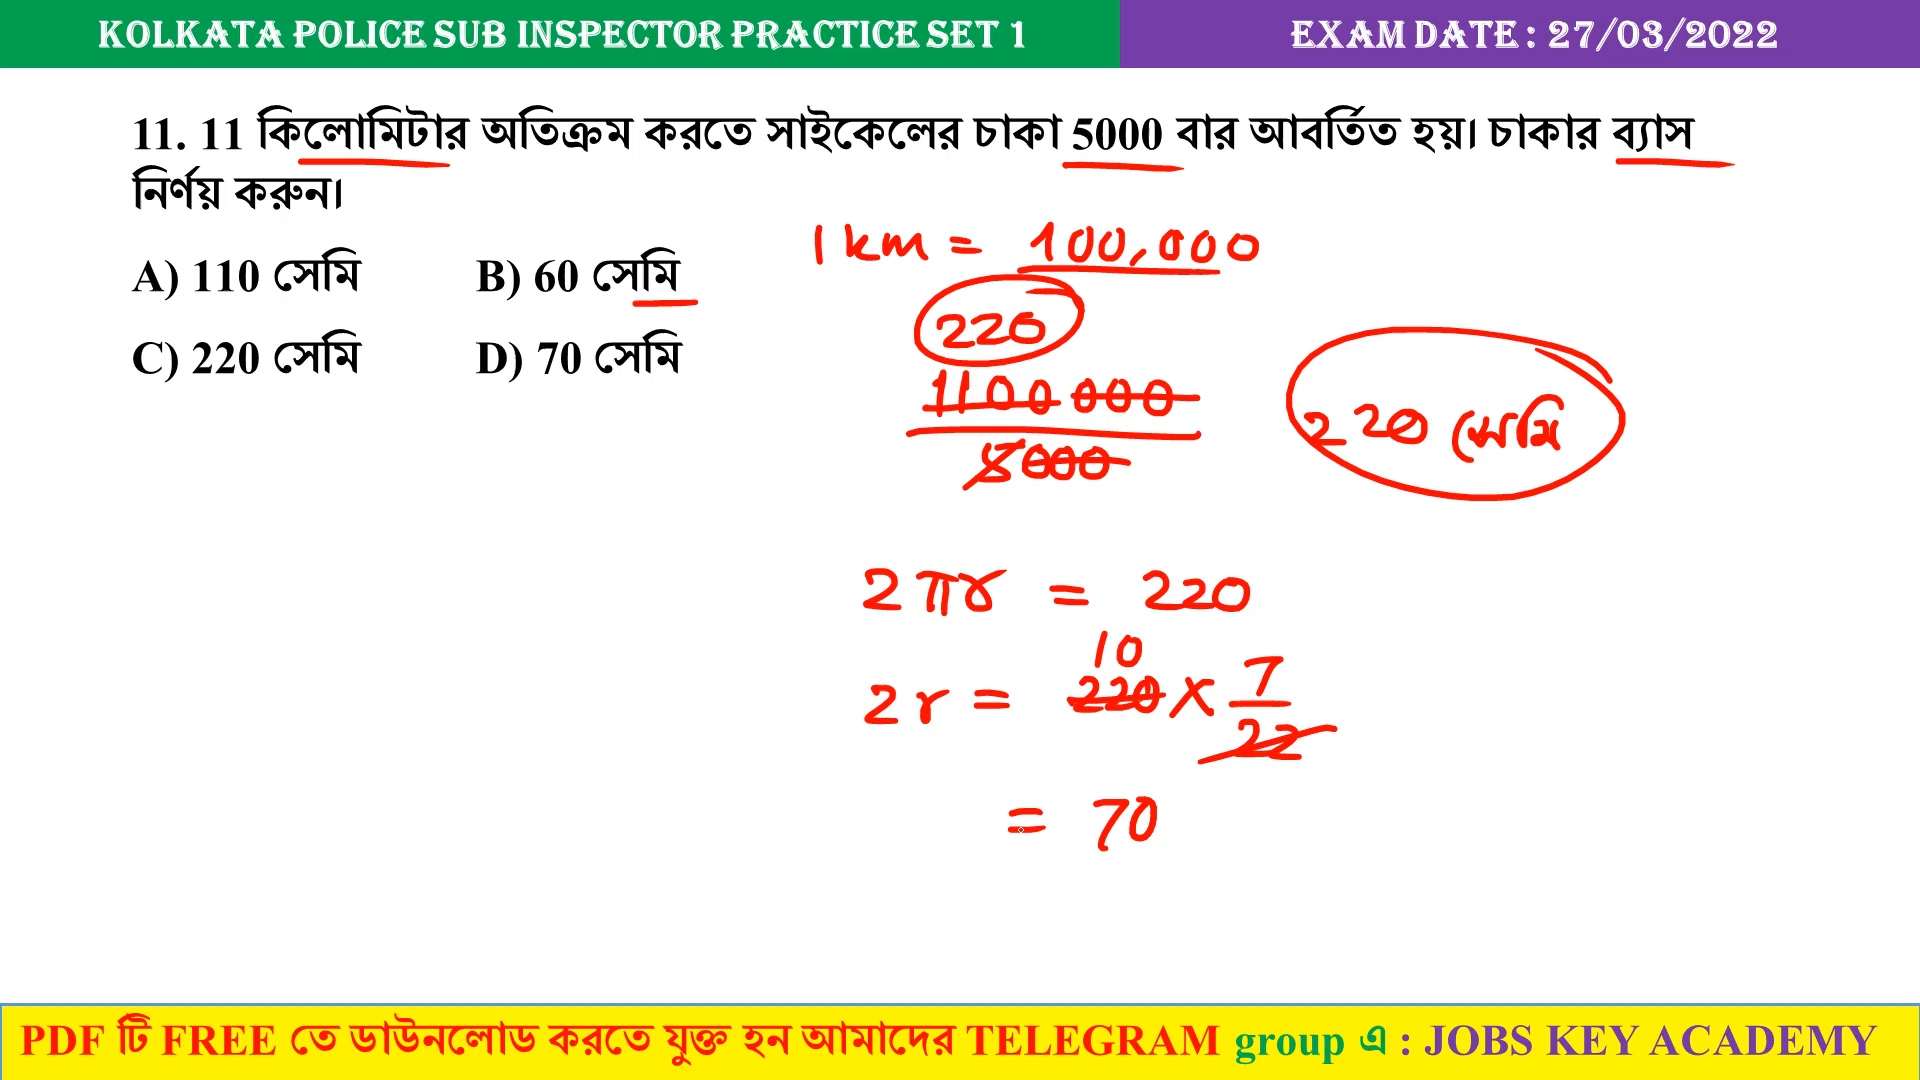 KOLKATA POLICE SUB INSPECTOR PRACTICE SET 1
EXAM DATE : 27/03/2022
11. 11 কিলোমিটার অতিক্রম করতে সাইকেলের চাকা 5000 বার আবর্তিত হয়। চাকার ব্যাস
নির্ণয় করুন।
A) 110 সেমি B) 60 সেমি
C) 220 সেমি D) 70 সেমি
1 km = 100,000
220
1100000
5000
220 সেমি
2πr = 220
10
2r = 220 × 7/22
= 70
PDF টি FREE তে ডাউনলোড করতে যুক্ত হন আমাদের TELEGRAM group এ : JOBS KEY ACADEMY